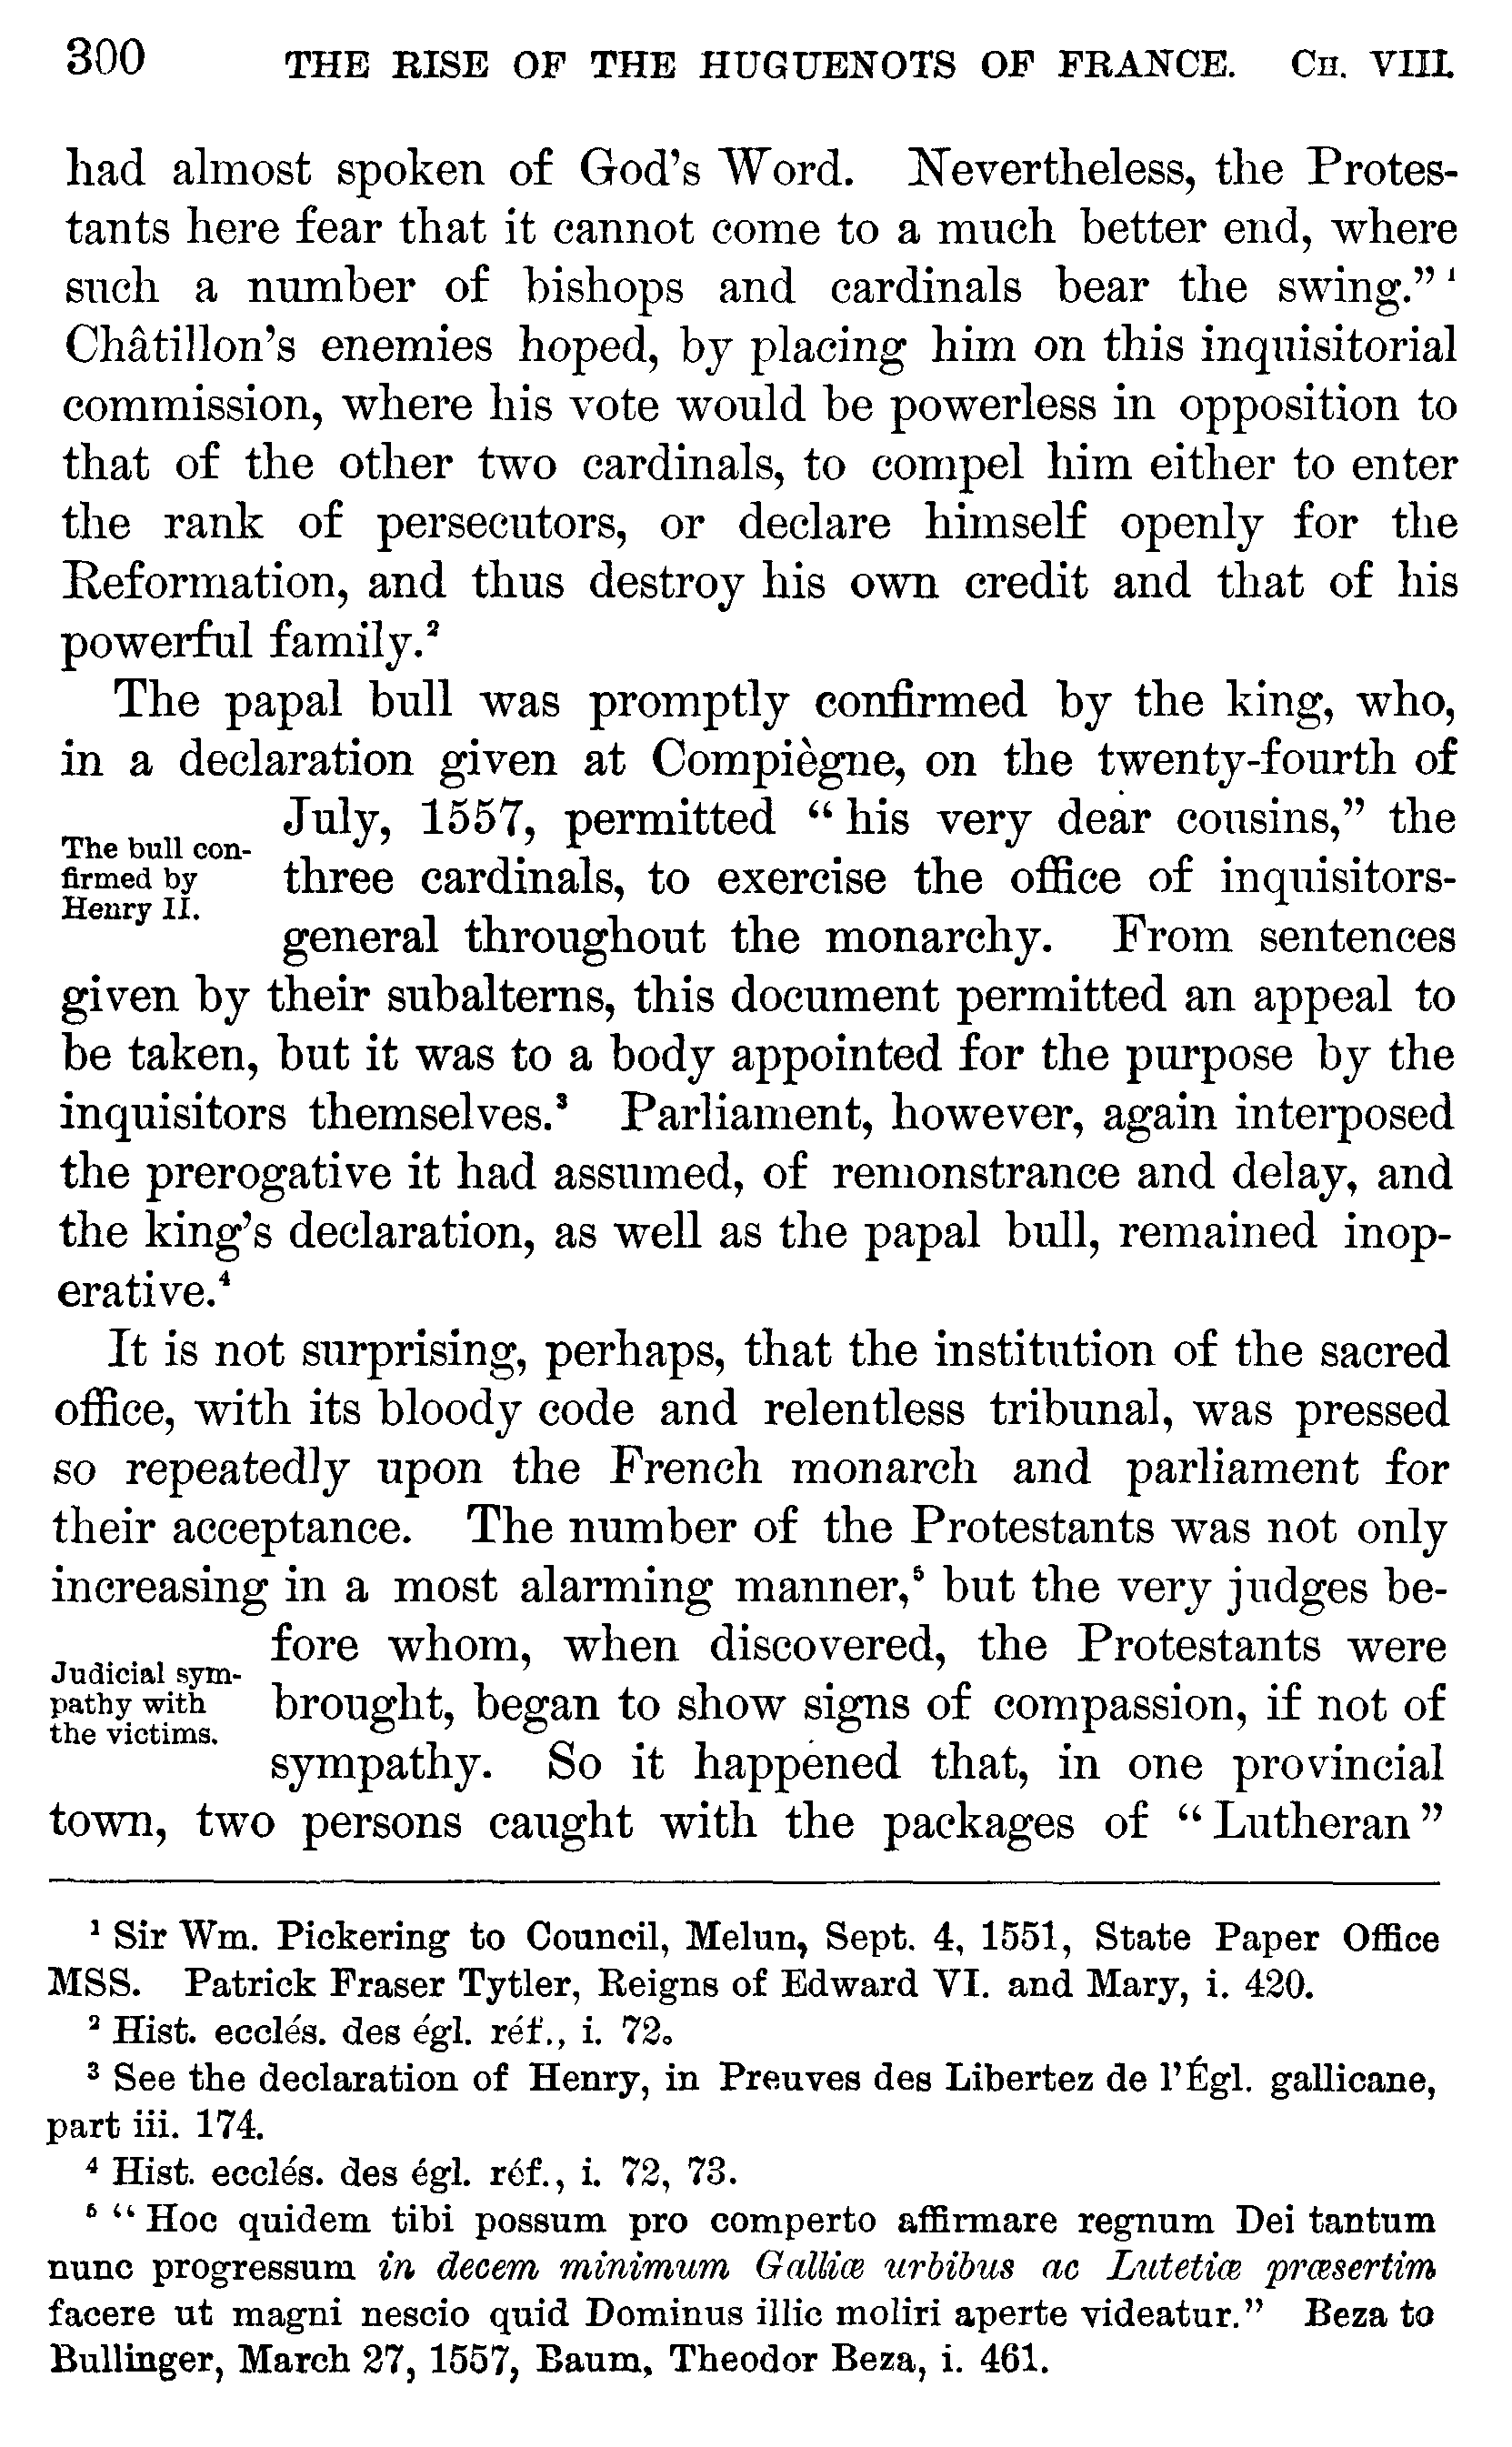 300 THE RISE OF THE HUGUENOTS OF FRANCE. CH. VIII.
had almost spoken of God's Word. Nevertheless, the Protes-
tants here fear that it cannot come to a much better end, where
such a number of bishops and cardinals bear the swing." ¹
Châtillon's enemies hoped, by placing him on this inquisitorial
commission, where his vote would be powerless in opposition to
that of the other two cardinals, to compel him either to enter
the rank of persecutors, or declare himself openly for the
Reformation, and thus destroy his own credit and that of his
powerful family.²
The papal bull was promptly confirmed by the king, who,
in a declaration given at Compiègne, on the twenty-fourth of
The bull con-
firmed by
Henry II.
July, 1557, permitted "his very dear cousins," the
three cardinals, to exercise the office of inquisitors-
general throughout the monarchy. From sentences
given by their subalterns, this document permitted an appeal to
be taken, but it was to a body appointed for the purpose by the
inquisitors themselves.³ Parliament, however, again interposed
the prerogative it had assumed, of remonstrance and delay, and
the king's declaration, as well as the papal bull, remained inop-
erative.⁴
It is not surprising, perhaps, that the institution of the sacred
office, with its bloody code and relentless tribunal, was pressed
so repeatedly upon the French monarch and parliament for
their acceptance. The number of the Protestants was not only
increasing in a most alarming manner,⁵ but the very judges be-
Judicial sym-
pathy with
the victims.
fore whom, when discovered, the Protestants were
brought, began to show signs of compassion, if not of
sympathy. So it happened that, in one provincial
town, two persons caught with the packages of "Lutheran"
¹ Sir Wm. Pickering to Council, Melun, Sept. 4, 1551, State Paper Office
MSS. Patrick Fraser Tytler, Reigns of Edward VI. and Mary, i. 420.
² Hist. ecclés. des égl. réf., i. 72.
³ See the declaration of Henry, in Preuves des Libertez de l'Égl. gallicane,
part iii. 174.
⁴ Hist. ecclés. des égl. réf., i. 72, 73.
⁵ "Hoc quidem tibi possum pro comperto affirmare regnum Dei tantum
nunc progressum in decem minimum Galliæ urbibus ac Lutetiæ præsertim
facere ut magni nescio quid Dominus illic moliri aperte videatur." Beza to
Bullinger, March 27, 1557, Baum, Theodor Beza, i. 461.